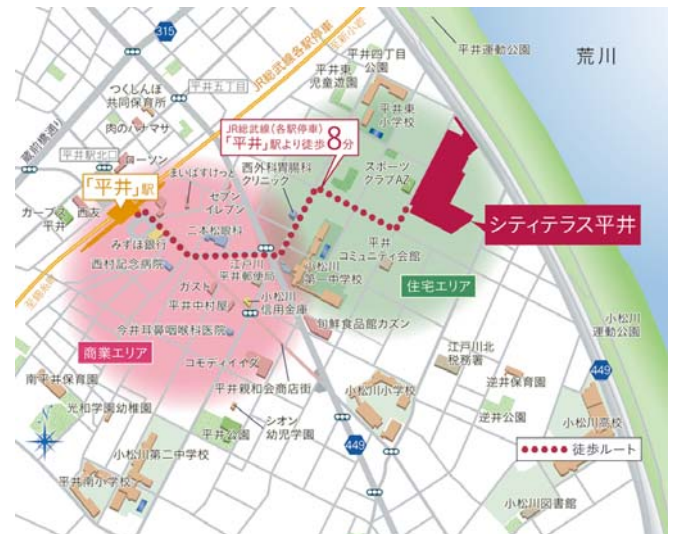 315
至新小岩
JR総武線各駅停車
平井運動公園
荒川
平井四丁目
公園
平井東
児童遊園
平井五丁目
つくしんぼ
共同保育所
肉のハナマサ
蔵前橋通り
平井駅北口
ローソン
平井東
小学校
JR総武線(各駅停車)
「平井」駅より徒歩8分
西外科胃腸科
クリニック
スポーツ
クラブAZ
まいばすけっと
セブン
イレブン
「平井」駅
カーブス
平井
西友
シティテラス平井
みずほ銀行
二本松眼科
西村記念病院
江戸川
平井郵便局
平井
コミュニティ会館
小松川
第一中学校
住宅エリア
ガスト
平井中村屋
小松川
信用金庫
旬鮮食品館カズン
小松川
運動公園
至錦糸町
今井耳鼻咽喉科医院
商業エリア
コモディイイダ
江戸川北
税務署
南平井保育園
平井親和会商店街
小松川小学校
逆井保育園
449
光和学園幼稚園
逆井公園
小松川高校
平井公園
シオン
幼児学園
449
徒歩ルート
小松川第二中学校
平井南小学校
小松川図書館